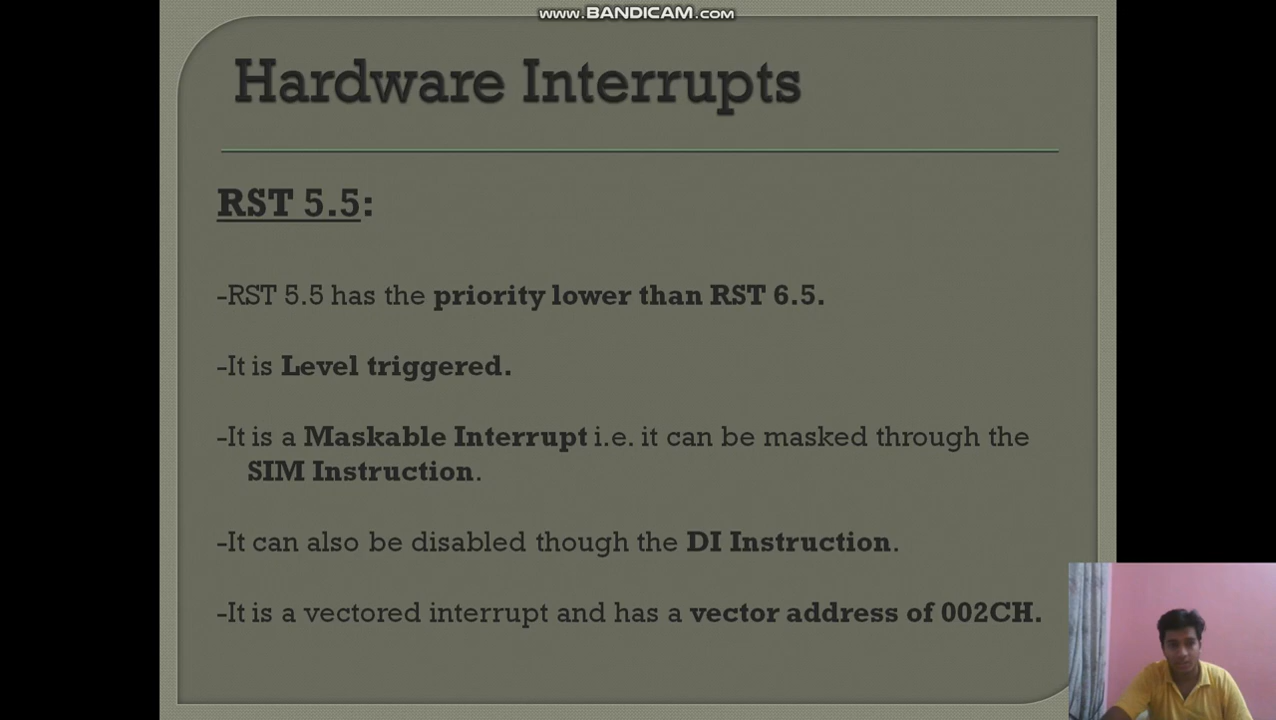 www.BANDICAM.com
Hardware Interrupts
RST 5.5:
-RST 5.5 has the priority lower than RST 6.5.
-It is Level triggered.
-It is a Maskable Interrupt i.e. it can be masked through the
SIM Instruction.
-It can also be disabled though the DI Instruction.
-It is a vectored interrupt and has a vector address of 002CH.